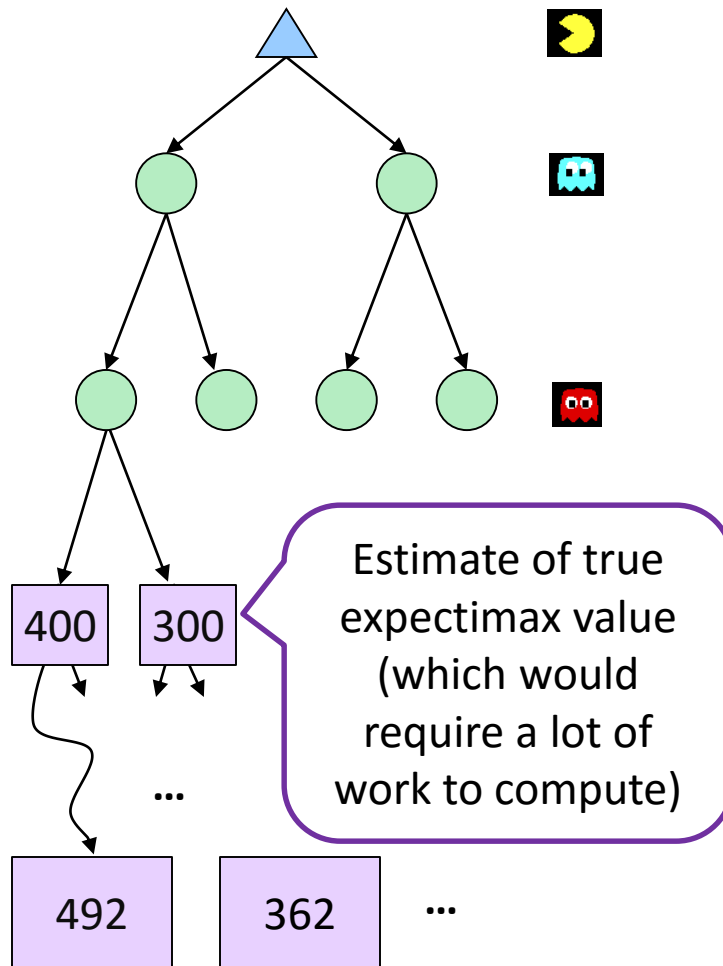 Estimate of true
400 300 expectimax value
(which would
require a lot of
... work to compute)
492 362 ...